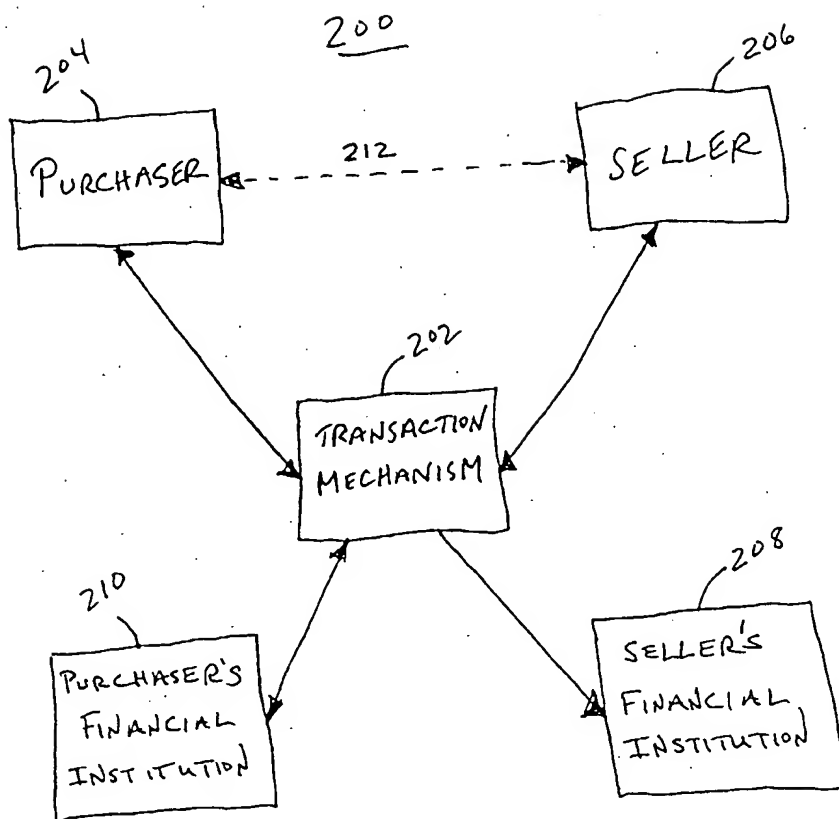 200
204
206
PURCHASER
212
SELLER
202
TRANSACTION
MECHANISM
210
208
PURCHASER'S
FINANCIAL
INSTITUTION
SELLER'S
FINANCIAL
INSTITUTION